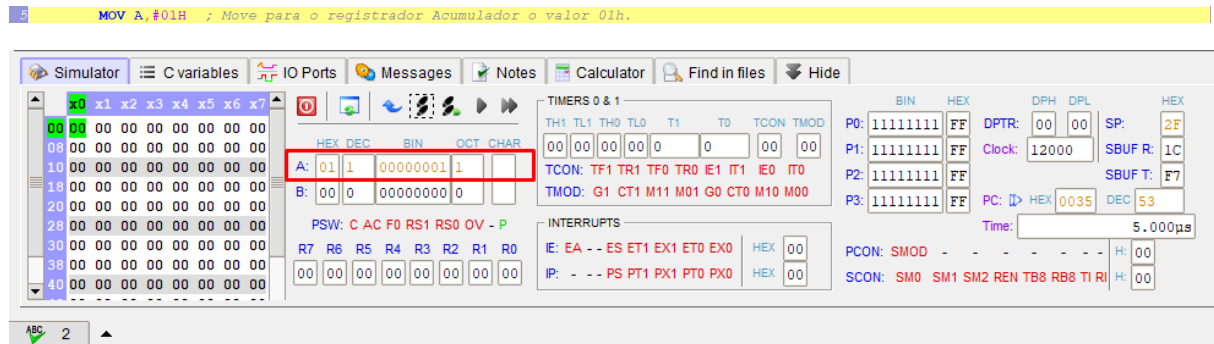 5 MOV A,#01H ; Move para o registrador Acumulador o valor 01h.
Simulator C variables IO Ports Messages Notes Calculator Find in files Hide
x0 x1 x2 x3 x4 x5 x6 x7
00 00 00 00 00 00 00 00 00
08 00 00 00 00 00 00 00 00
10 00 00 00 00 00 00 00 00
18 00 00 00 00 00 00 00 00
20 00 00 00 00 00 00 00 00
28 00 00 00 00 00 00 00 00
30 00 00 00 00 00 00 00 00
38 00 00 00 00 00 00 00 00
40 00 00 00 00 00 00 00 00
HEX DEC BIN OCT CHAR
A: 01 1 00000001 1
B: 00 0 00000000 0
PSW: C AC F0 RS1 RS0 OV - P
R7 R6 R5 R4 R3 R2 R1 R0
00 00 00 00 00 00 00 00
TIMERS 0 & 1
TH1 TL1 TH0 TL0 T1 T0 TCON TMOD
00 00 00 00 0 0 00 00
TCON: TF1 TR1 TF0 TR0 IE1 IT1 IE0 IT0
TMOD: G1 CT1 M11 M01 G0 CT0 M10 M00
INTERRUPTS
IE: EA - - ES ET1 EX1 ET0 EX0 HEX 00
IP: - - - PS PT1 PX1 PT0 PX0 HEX 00
BIN HEX DPH DPL HEX
P0: 11111111 FF DPTR: 00 00 SP: 2F
P1: 11111111 FF Clock: 12000 SBUF R: 1C
P2: 11111111 FF SBUF T: F7
P3: 11111111 FF PC: HEX 0035 DEC 53
Time: 5.000µs
PCON: SMOD - - - - - - - H: 00
SCON: SM0 SM1 SM2 REN TB8 RB8 TI RI H: 00
ABC 2